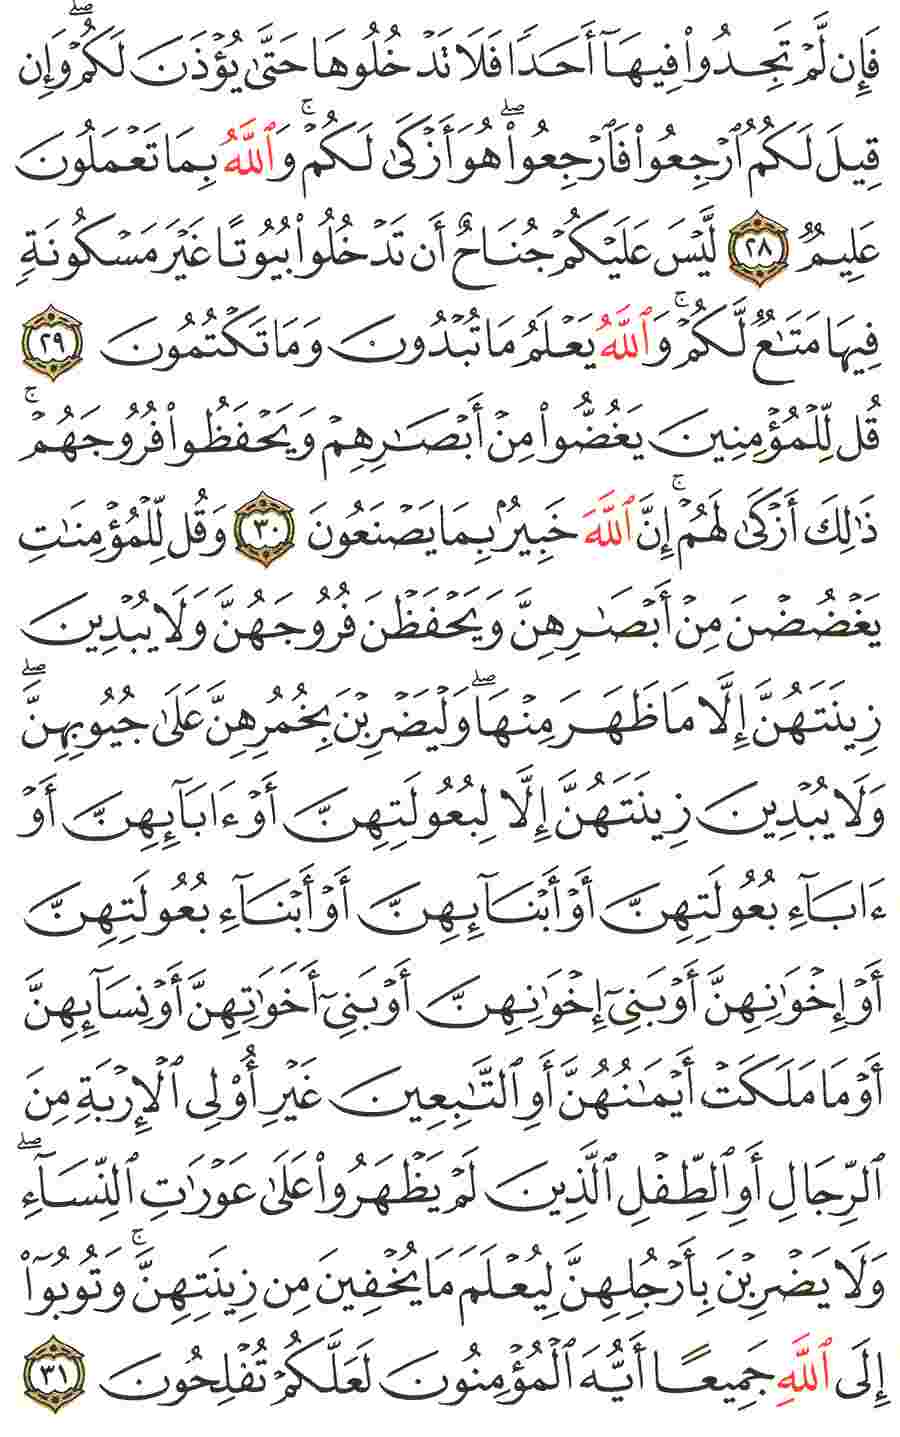 فَإِن لَّمْ تَجِدُوا۟ فِيهَآ أَحَدًا فَلَا تَدْخُلُوهَا حَتَّىٰ يُؤْذَنَ لَكُمْ ۖ وَإِن
قِيلَ لَكُمُ ٱرْجِعُوا۟ فَٱرْجِعُوا۟ ۖ هُوَ أَزْكَىٰ لَكُمْ ۚ وَٱللَّهُ بِمَا تَعْمَلُونَ
عَلِيمٌ ٢٨ لَّيْسَ عَلَيْكُمْ جُنَاحٌ أَن تَدْخُلُوا۟ بُيُوتًا غَيْرَ مَسْكُونَةٍ
فِيهَا مَتَـٰعٌ لَّكُمْ ۚ وَٱللَّهُ يَعْلَمُ مَا تُبْدُونَ وَمَا تَكْتُمُونَ ٢٩
قُل لِّلْمُؤْمِنِينَ يَغُضُّوا۟ مِنْ أَبْصَـٰرِهِمْ وَيَحْفَظُوا۟ فُرُوجَهُمْ ۚ
ذَٰلِكَ أَزْكَىٰ لَهُمْ ۚ إِنَّ ٱللَّهَ خَبِيرٌۢ بِمَا يَصْنَعُونَ ٣٠ وَقُل لِّلْمُؤْمِنَـٰتِ
يَغْضُضْنَ مِنْ أَبْصَـٰرِهِنَّ وَيَحْفَظْنَ فُرُوجَهُنَّ وَلَا يُبْدِينَ
زِينَتَهُنَّ إِلَّا مَا ظَهَرَ مِنْهَا ۖ وَلْيَضْرِبْنَ بِخُمُرِهِنَّ عَلَىٰ جُيُوبِهِنَّ ۖ
وَلَا يُبْدِينَ زِينَتَهُنَّ إِلَّا لِبُعُولَتِهِنَّ أَوْ ءَابَآئِهِنَّ أَوْ
ءَابَآءِ بُعُولَتِهِنَّ أَوْ أَبْنَآئِهِنَّ أَوْ أَبْنَآءِ بُعُولَتِهِنَّ
أَوْ إِخْوَٰنِهِنَّ أَوْ بَنِىٓ إِخْوَٰنِهِنَّ أَوْ بَنِىٓ أَخَوَٰتِهِنَّ أَوْ نِسَآئِهِنَّ
أَوْ مَا مَلَكَتْ أَيْمَـٰنُهُنَّ أَوِ ٱلتَّـٰبِعِينَ غَيْرِ أُو۟لِى ٱلْإِرْبَةِ مِنَ
ٱلرِّجَالِ أَوِ ٱلطِّفْلِ ٱلَّذِينَ لَمْ يَظْهَرُوا۟ عَلَىٰ عَوْرَٰتِ ٱلنِّسَآءِ ۖ
وَلَا يَضْرِبْنَ بِأَرْجُلِهِنَّ لِيُعْلَمَ مَا يُخْفِينَ مِن زِينَتِهِنَّ ۚ وَتُوبُوٓا۟
إِلَى ٱللَّهِ جَمِيعًا أَيُّهَ ٱلْمُؤْمِنُونَ لَعَلَّكُمْ تُفْلِحُونَ ٣١